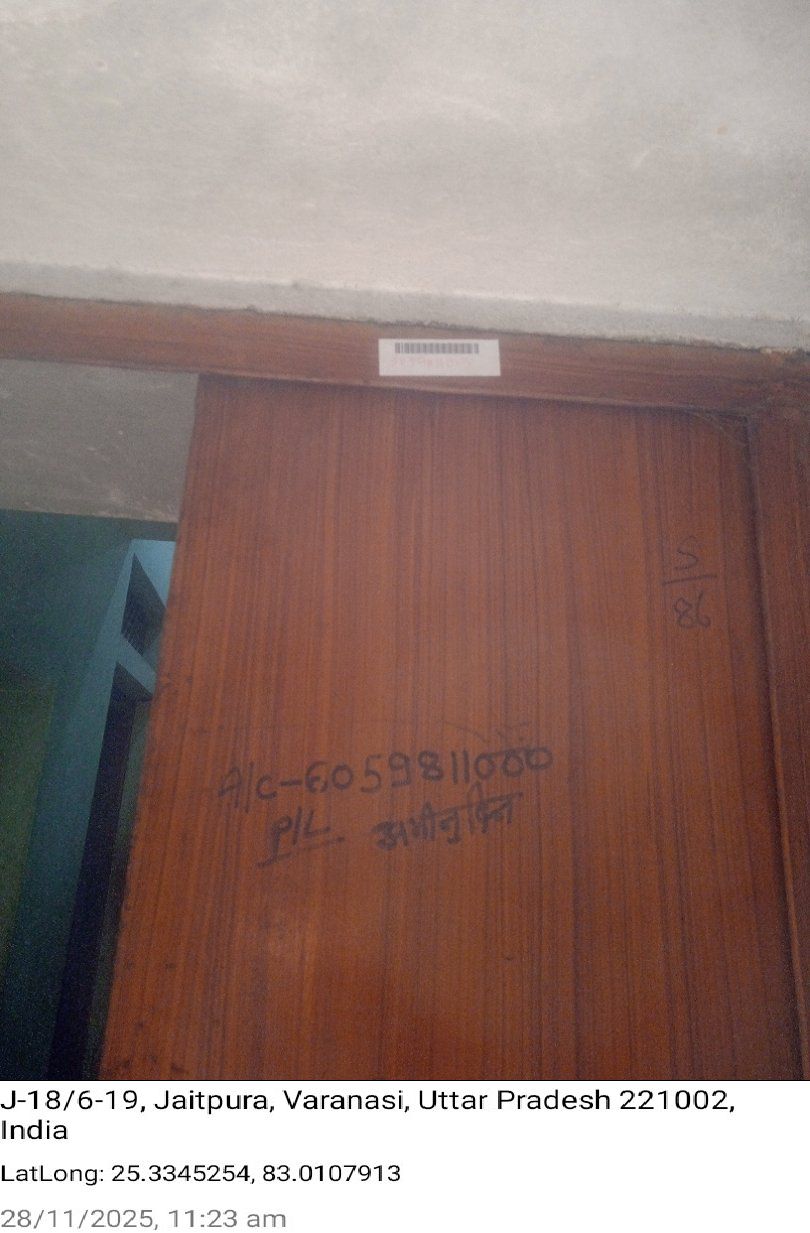 5
86
A/C-6059811000
P/L अमीनुद्दिन
J-18/6-19, Jaitpura, Varanasi, Uttar Pradesh 221002,
India
LatLong: 25.3345254, 83.0107913
28/11/2025, 11:23 am